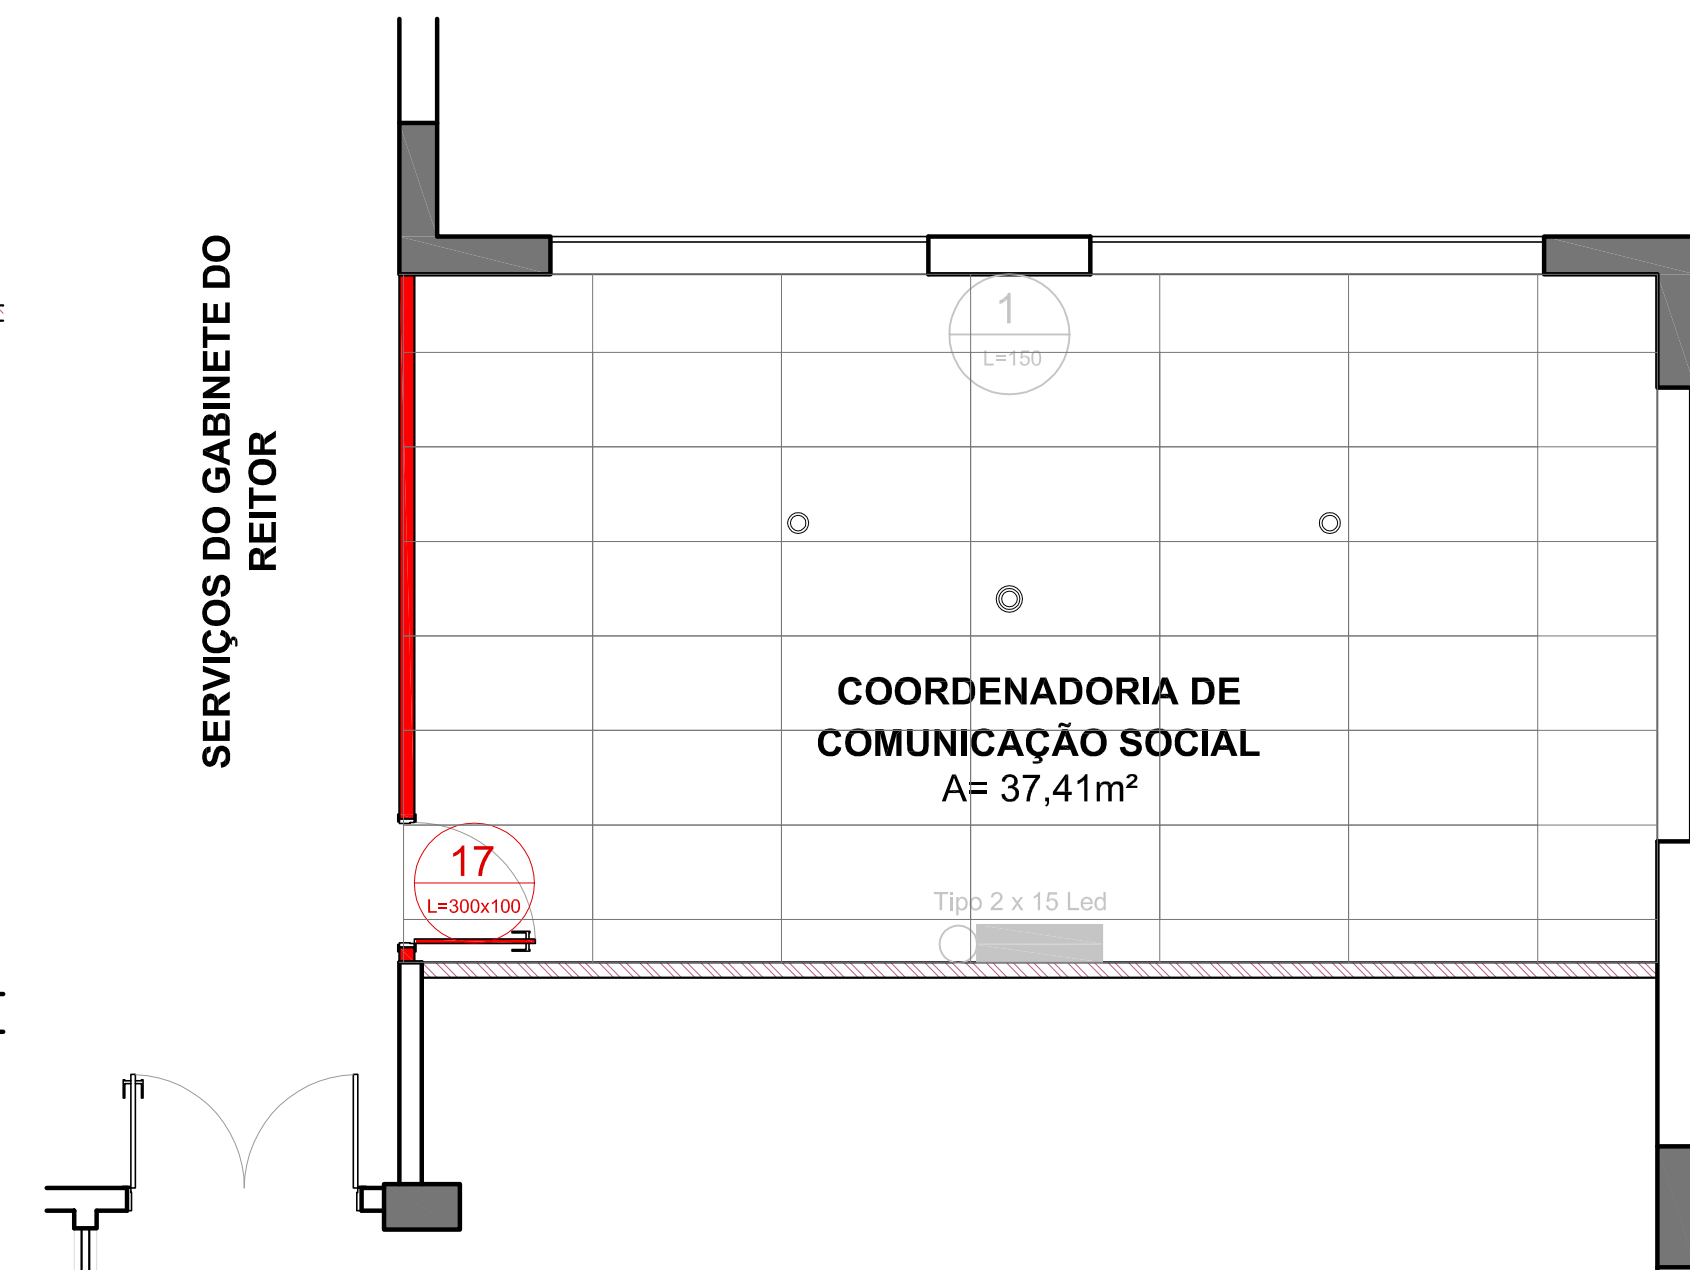 SERVIÇOS DO GABINETE DO
REITOR
1
L=150
COORDENADORIA DE
COMUNICAÇÃO SOCIAL
A= 37,41m²
17
L=300x100
Tipo 2 x 15 Led